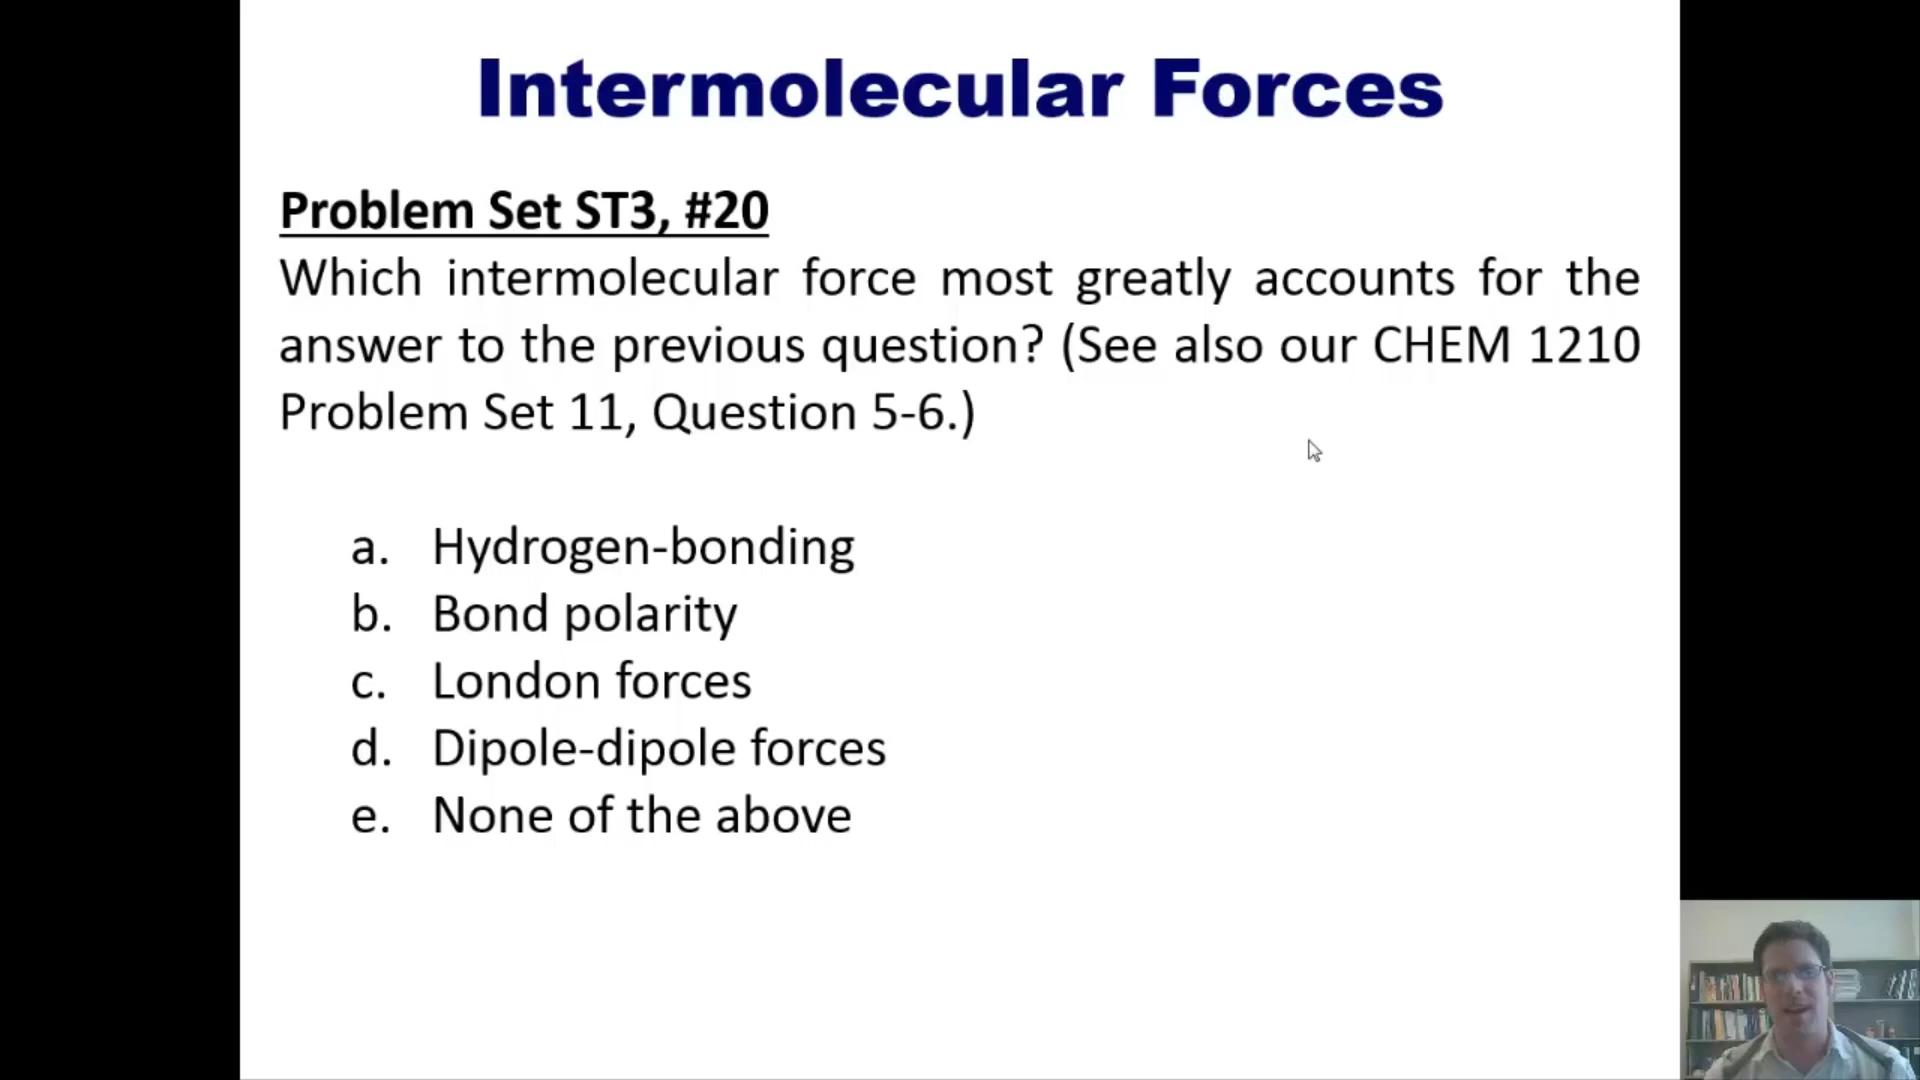 Intermolecular Forces
Problem Set ST3, #20
Which intermolecular force most greatly accounts for the
answer to the previous question? (See also our CHEM 1210
Problem Set 11, Question 5-6.)
a. Hydrogen-bonding
b. Bond polarity
c. London forces
d. Dipole-dipole forces
e. None of the above